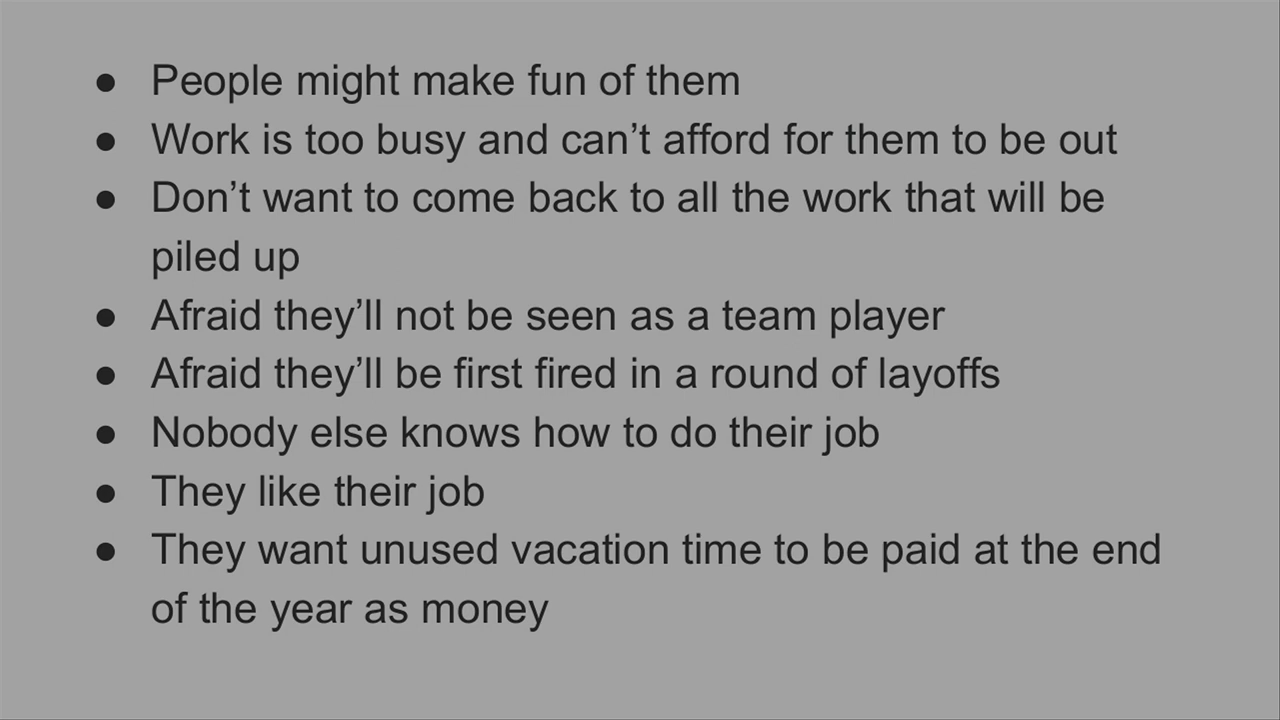 ● People might make fun of them
● Work is too busy and can’t afford for them to be out
● Don’t want to come back to all the work that will be
piled up
● Afraid they’ll not be seen as a team player
● Afraid they’ll be first fired in a round of layoffs
● Nobody else knows how to do their job
● They like their job
● They want unused vacation time to be paid at the end
of the year as money